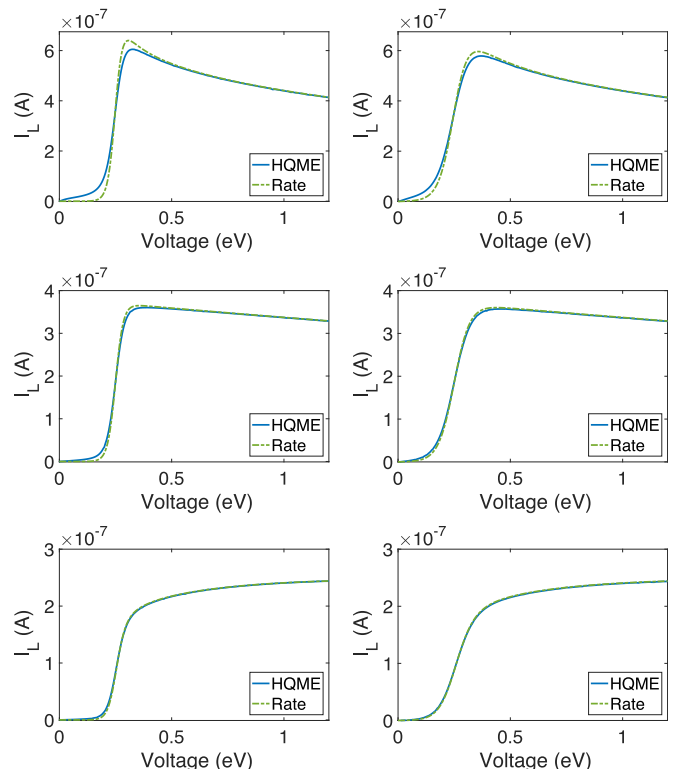 ×10⁻⁷ ×10⁻⁷
6 6
4 4
2 2
0 0
I_L (A) I_L (A)
HQME HQME
Rate Rate
0 0.5 1 0 0.5 1
Voltage (eV) Voltage (eV)
×10⁻⁷ ×10⁻⁷
4 4
3 3
2 2
1 1
0 0
I_L (A) I_L (A)
HQME HQME
Rate Rate
0 0.5 1 0 0.5 1
Voltage (eV) Voltage (eV)
×10⁻⁷ ×10⁻⁷
3 3
2 2
1 1
0 0
I_L (A) I_L (A)
HQME HQME
Rate Rate
0 0.5 1 0 0.5 1
Voltage (eV) Voltage (eV)